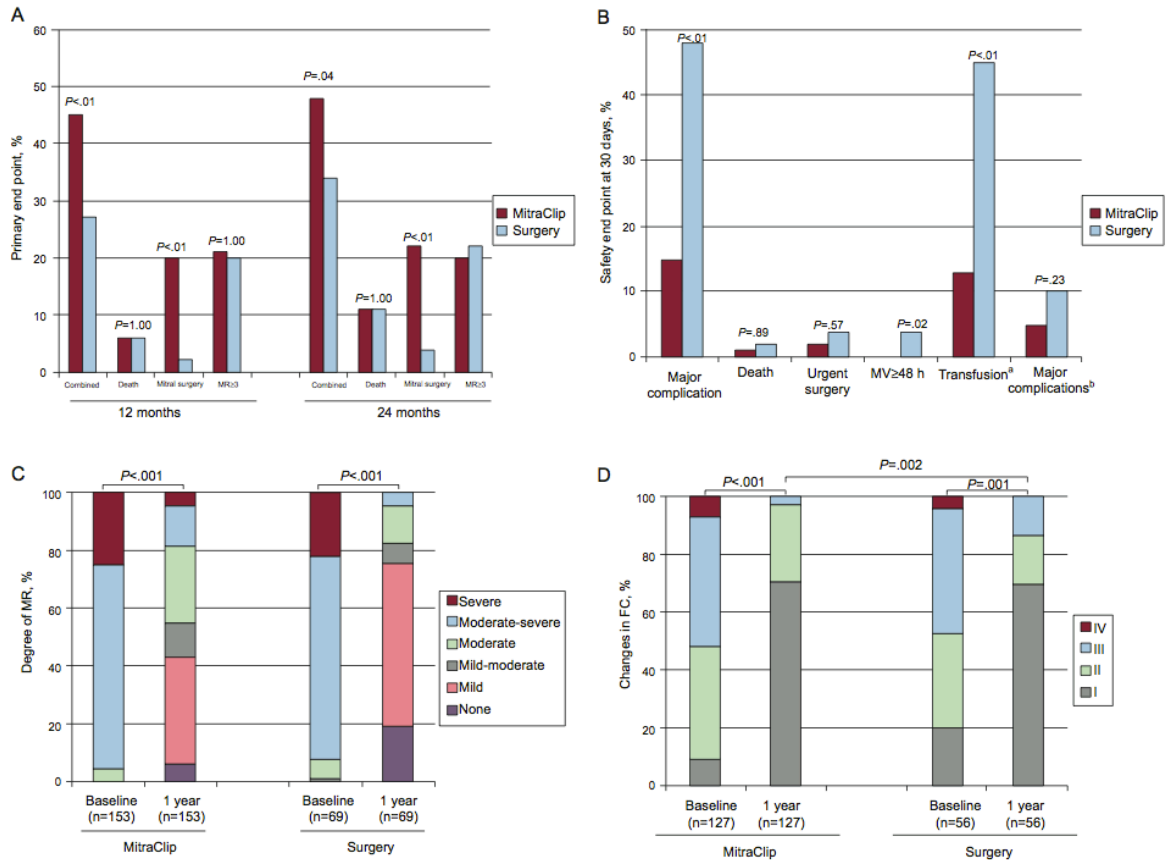 A
60
50
40
30
20
10
0
Primary end point, %
P<.01
P=1.00
P<.01
P=1.00
P=.04
P=1.00
P<.01
Combined
Death
Mitral surgery
MR≥3
Combined
Death
Mitral surgery
MR≥3
12 months
24 months
MitraClip
Surgery
B
50
40
30
20
10
0
Safety end point at 30 days, %
P<.01
P=.89
P=.57
P=.02
P<.01
P=.23
Major
complication
Death
Urgent
surgery
MV≥48 h
Transfusionᵃ
Major
complicationsᵇ
MitraClip
Surgery
C
100
80
60
40
20
0
Degree of MR, %
P<.001
P<.001
Baseline
(n=153)
1 year
(n=153)
Baseline
(n=69)
1 year
(n=69)
MitraClip
Surgery
Severe
Moderate-severe
Moderate
Mild-moderate
Mild
None
D
100
80
60
40
20
0
Changes in FC, %
P=.002
P<.001
P=.001
Baseline
(n=127)
1 year
(n=127)
Baseline
(n=56)
1 year
(n=56)
MitraClip
Surgery
IV
III
II
I